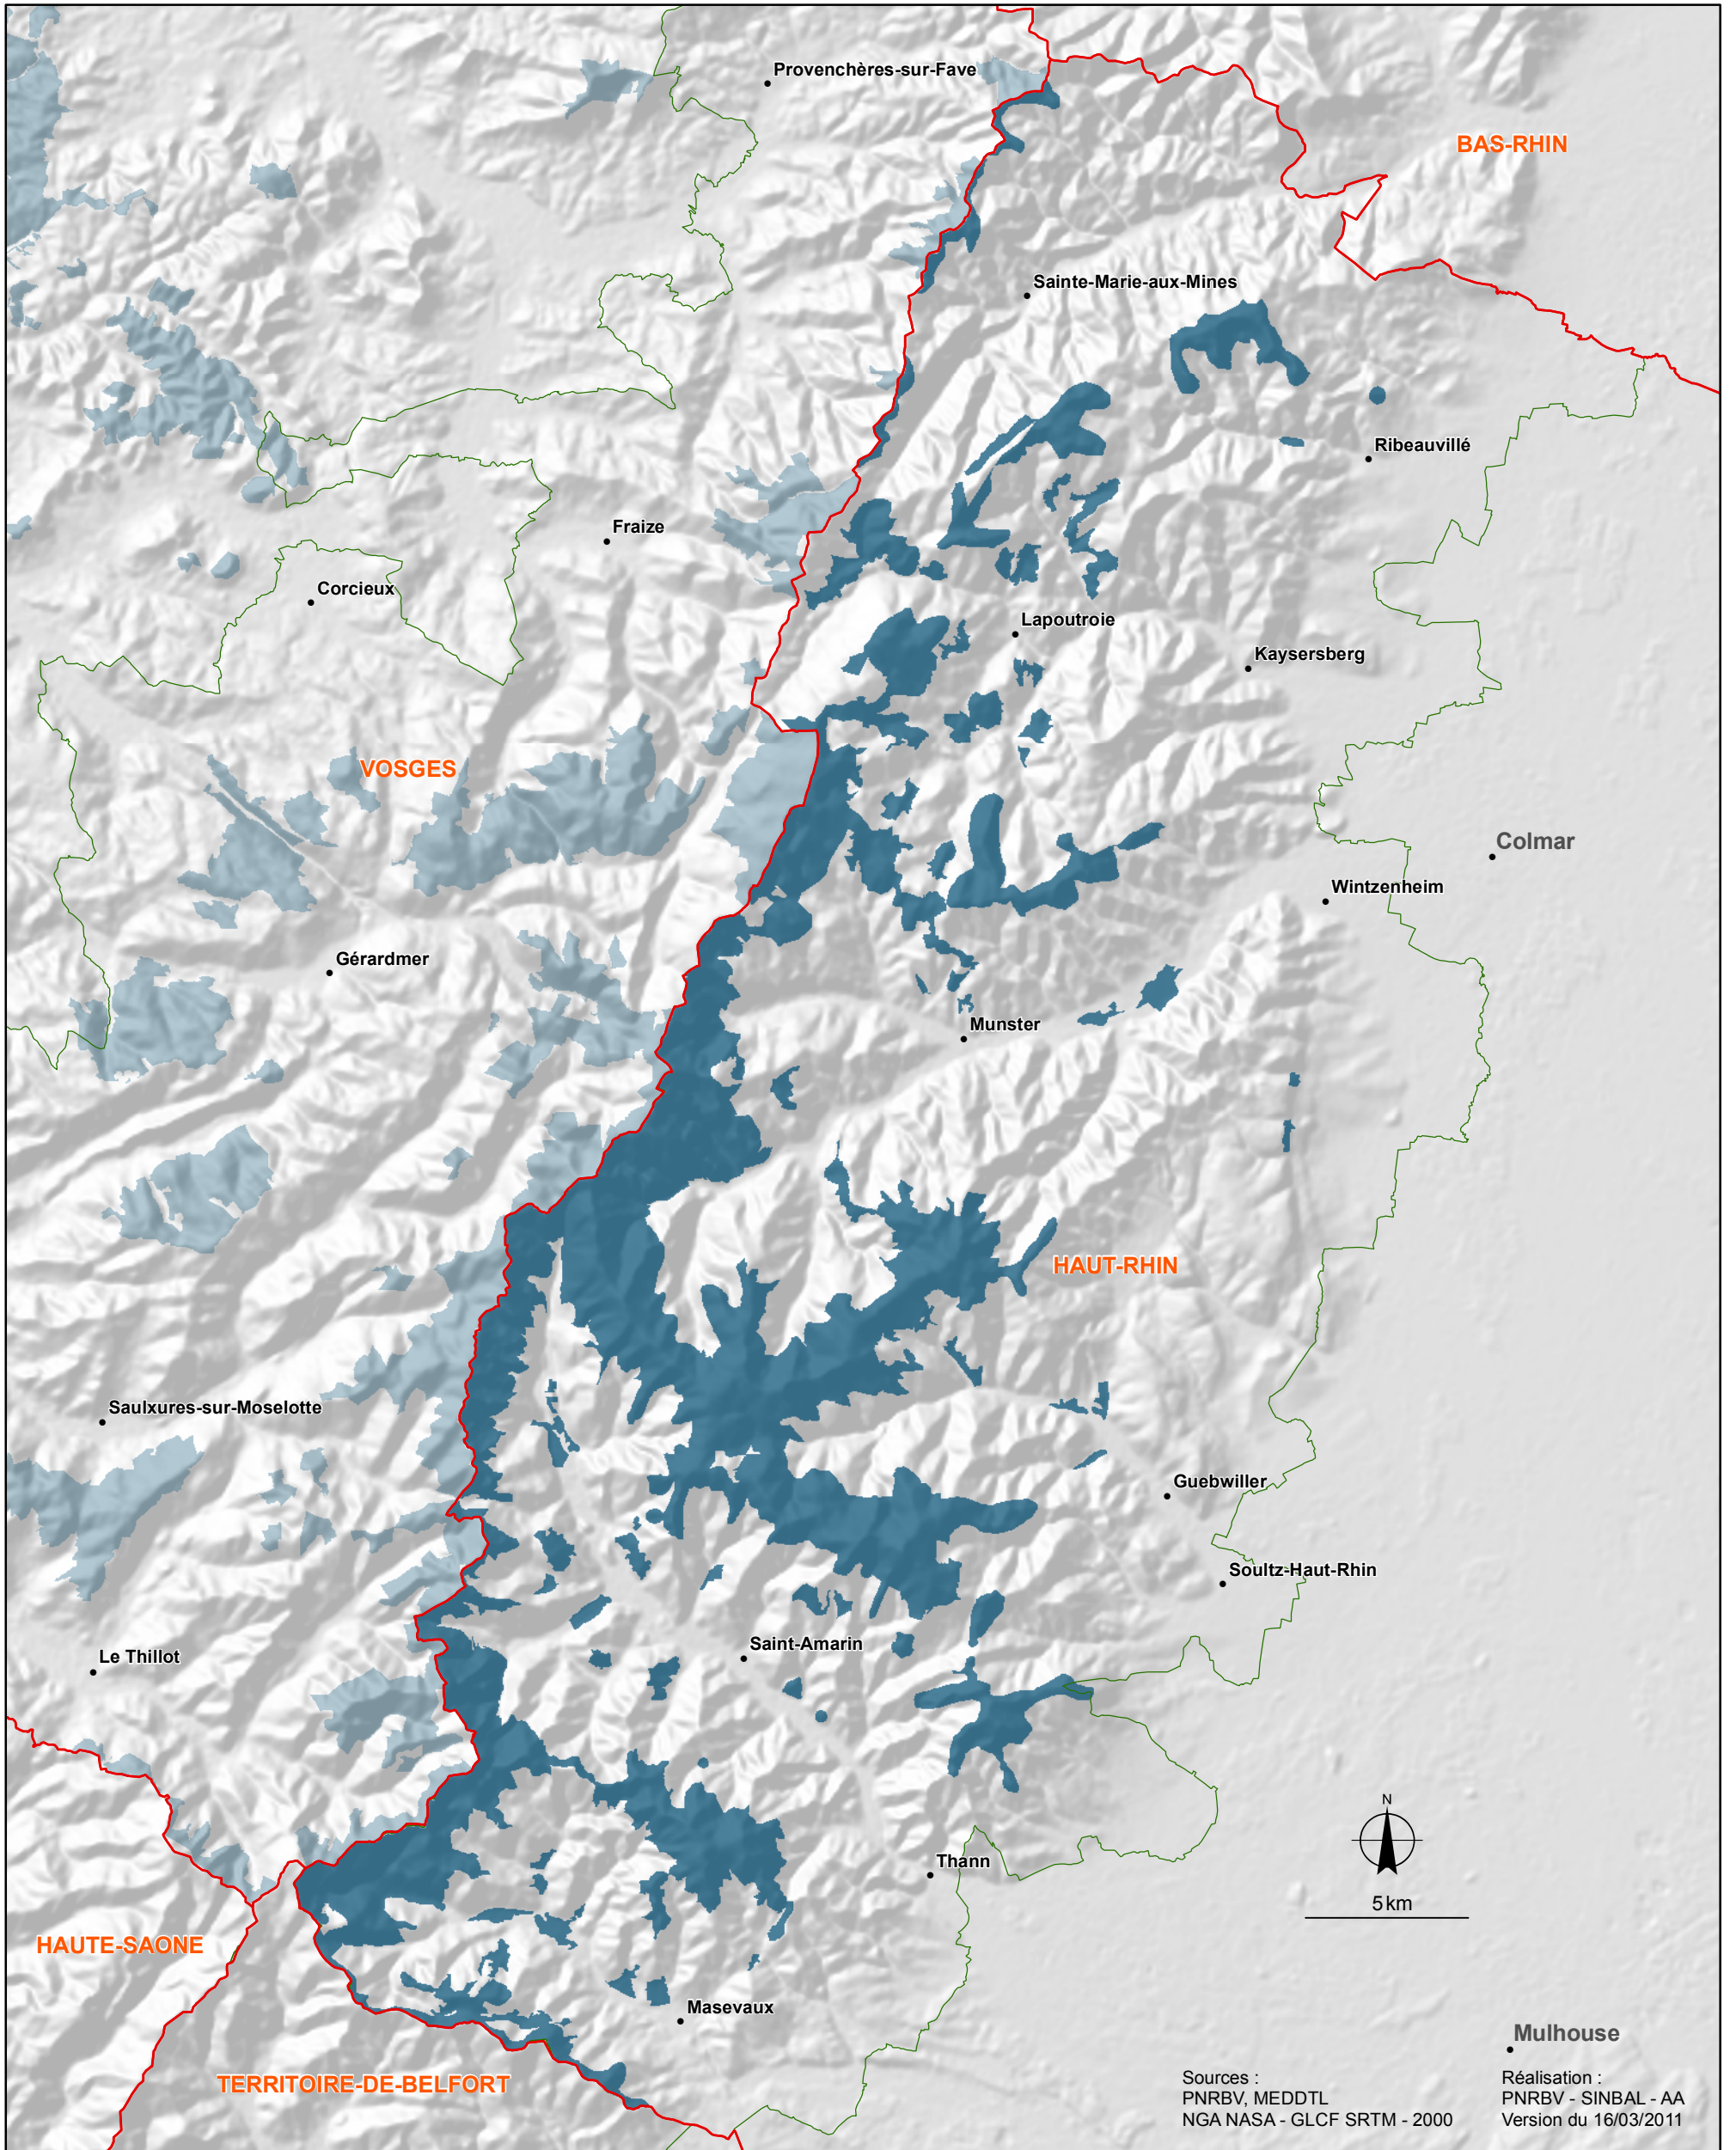 Provenchères-sur-Fave
BAS-RHIN
Sainte-Marie-aux-Mines
Ribeauvillé
Fraize
Corcieux
Lapoutroie
Kaysersberg
VOSGES
Colmar
Wintzenheim
Gérardmer
Munster
HAUT-RHIN
Saulxures-sur-Moselotte
Guebwiller
Soultz-Haut-Rhin
Saint-Amarin
Le Thillot
N
Thann
5 km
HAUTE-SAONE
Masevaux
Mulhouse
TERRITOIRE-DE-BELFORT
Sources :
PNRBV, MEDDTL
NGA NASA - GLCF SRTM - 2000
Réalisation :
PNRBV - SINBAL - AA
Version du 16/03/2011